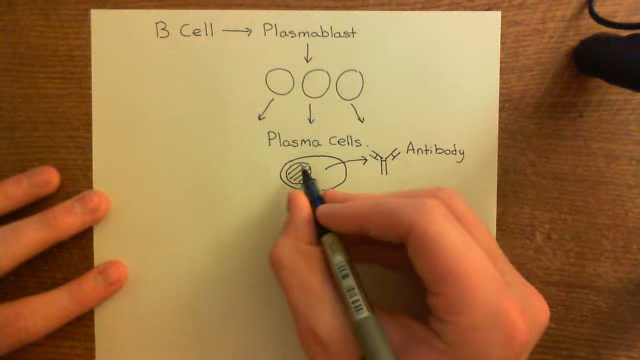 B Cell → Plasmablast
Plasma Cells.
Antibody